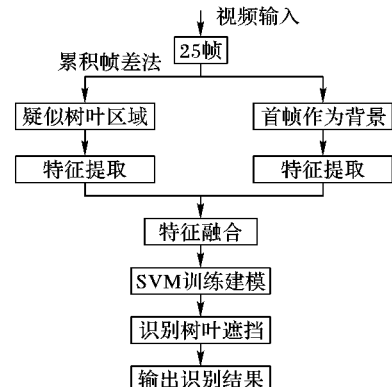 视频输入
25帧
累积帧差法
疑似树叶区域
首帧作为背景
特征提取
特征提取
特征融合
SVM训练建模
识别树叶遮挡
输出识别结果